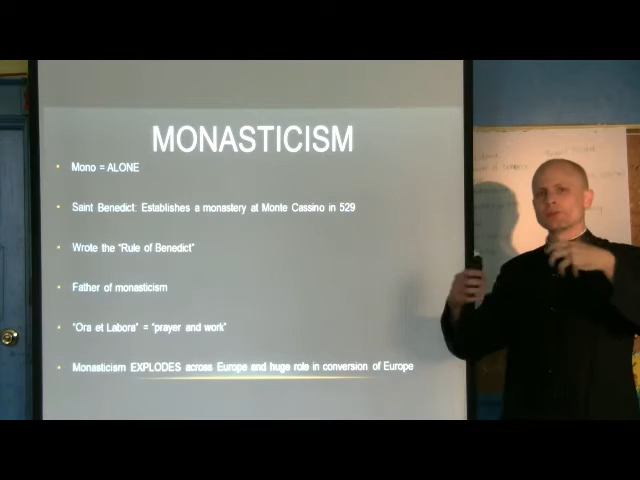 MONASTICISM
Mono = ALONE
Saint Benedict: Establishes a monastery at Monte Cassino in 529
Wrote the "Rule of Benedict"
Father of monasticism
"Ora et Labora" = "prayer and work"
Monasticism EXPLODES across Europe and huge role in conversion of Europe